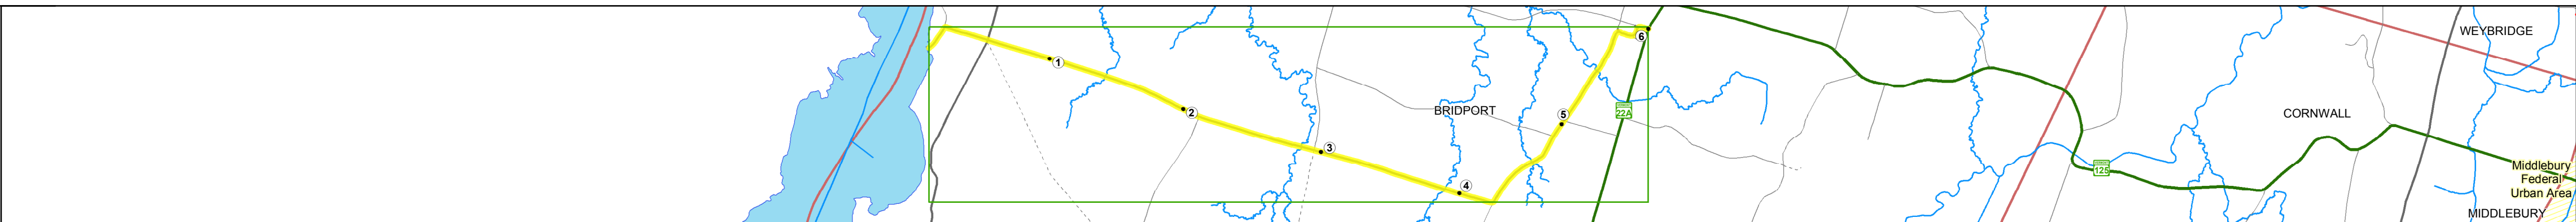 WEYBRIDGE
6
1
BRIDPORT
2
22A
5
CORNWALL
3
125
Middlebury
Federal
Urban Area
4
MIDDLEBURY